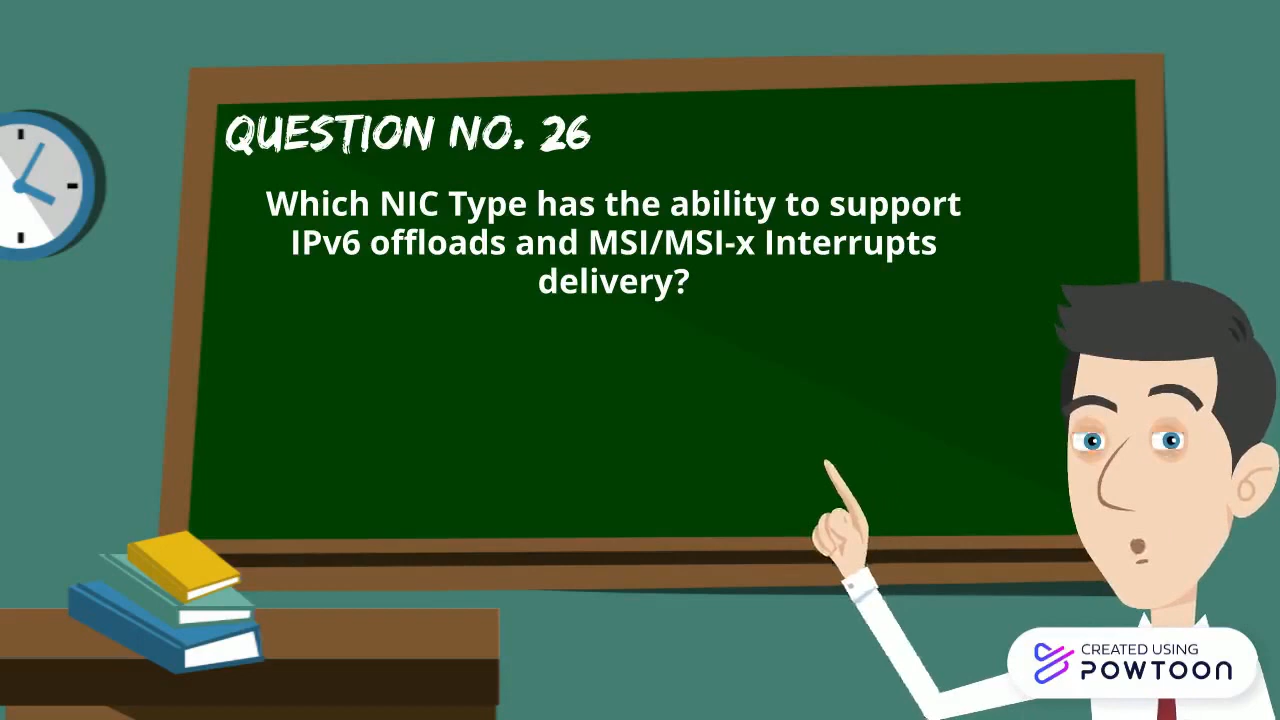 QUESTION NO. 26
Which NIC Type has the ability to support
IPv6 offloads and MSI/MSI-x Interrupts
delivery?
CREATED USING
POWTOON